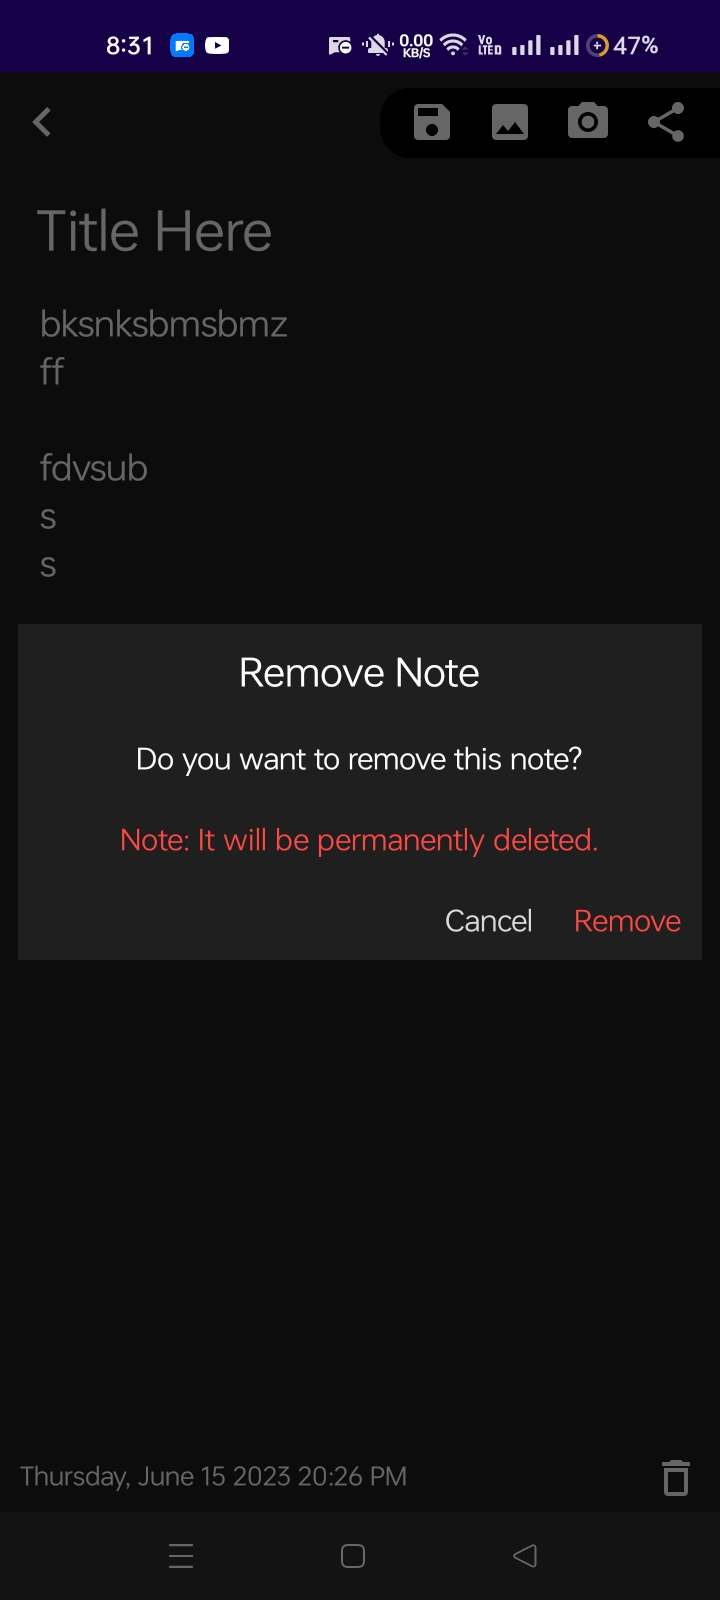 8:31
0.00
KB/S
Vo
LTED
47%
Title Here
bksnksbmsbmz
ff
fdvsub
s
s
Remove Note
Do you want to remove this note?
Note: It will be permanently deleted.
Cancel Remove
Thursday, June 15 2023 20:26 PM